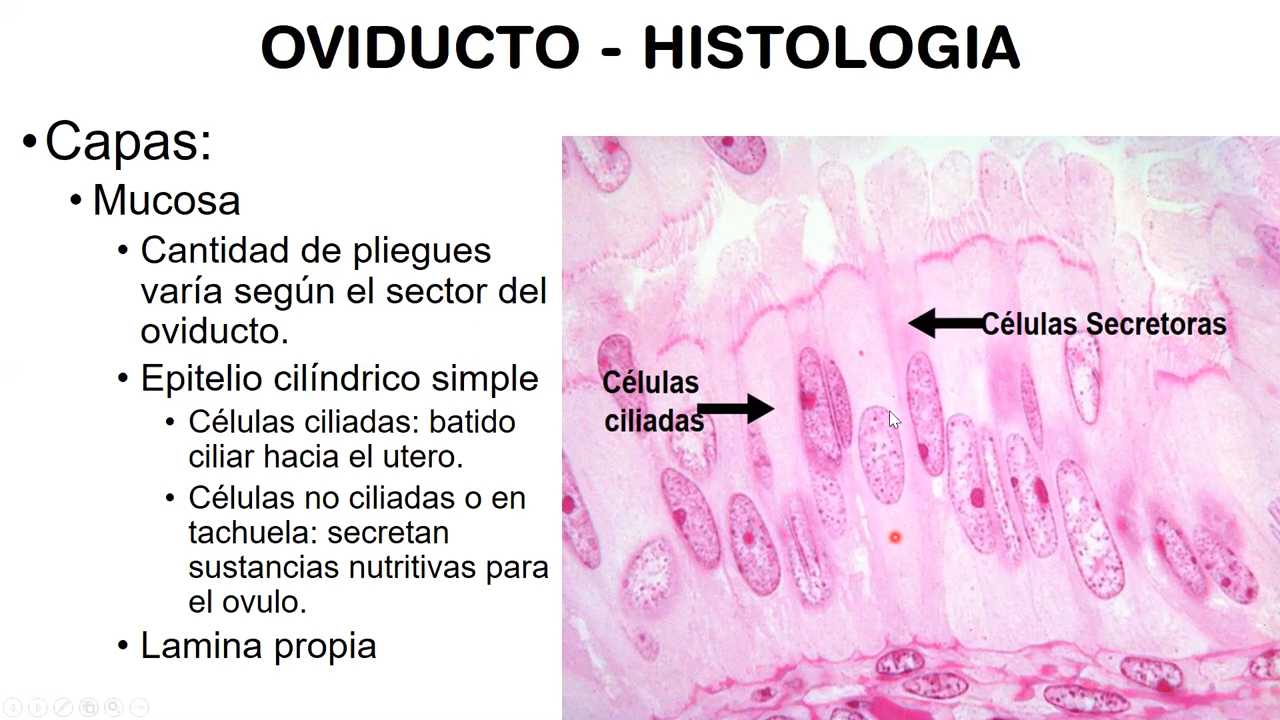 OVIDUCTO - HISTOLOGIA
•Capas:
• Mucosa
• Cantidad de pliegues
varía según el sector del
oviducto.
• Epitelio cilíndrico simple
• Células ciliadas: batido
ciliar hacia el utero.
• Células no ciliadas o en
tachuela: secretan
sustancias nutritivas para
el ovulo.
• Lamina propia
Células Secretoras
Células
ciliadas